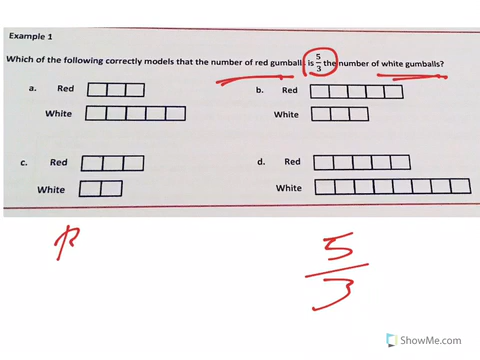 Example 1
Which of the following correctly models that the number of red gumballs is 5/3 the number of white gumballs?
a. Red b. Red
White White
c. Red d. Red
White White
R 5/3
ShowMe.com